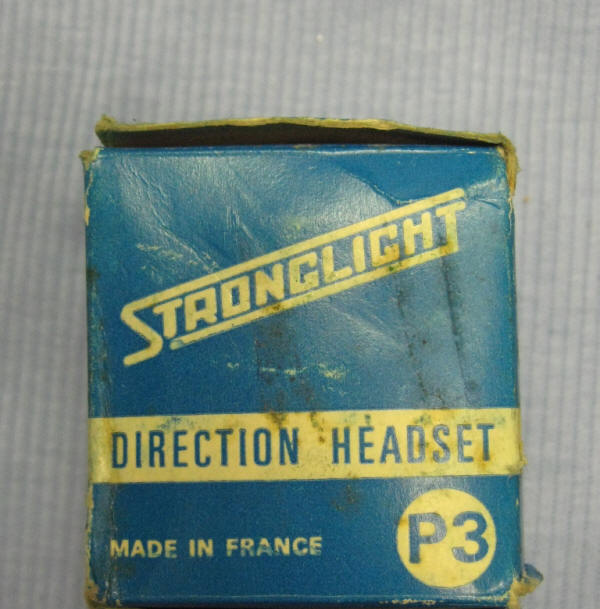 STRONGLIGHT
DIRECTION HEADSET
MADE IN FRANCE
P3